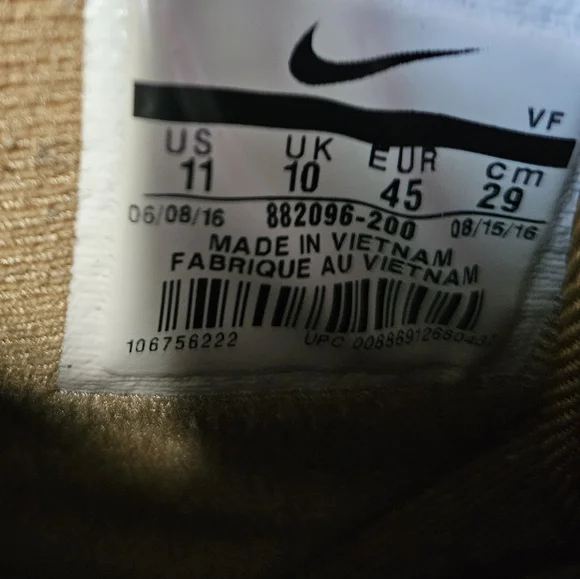 VF
US UK EUR cm
11 10 45 29
06/08/16 882096-200 08/15/16
MADE IN VIETNAM
FABRIQUE AU VIETNAM
106756222 UPC